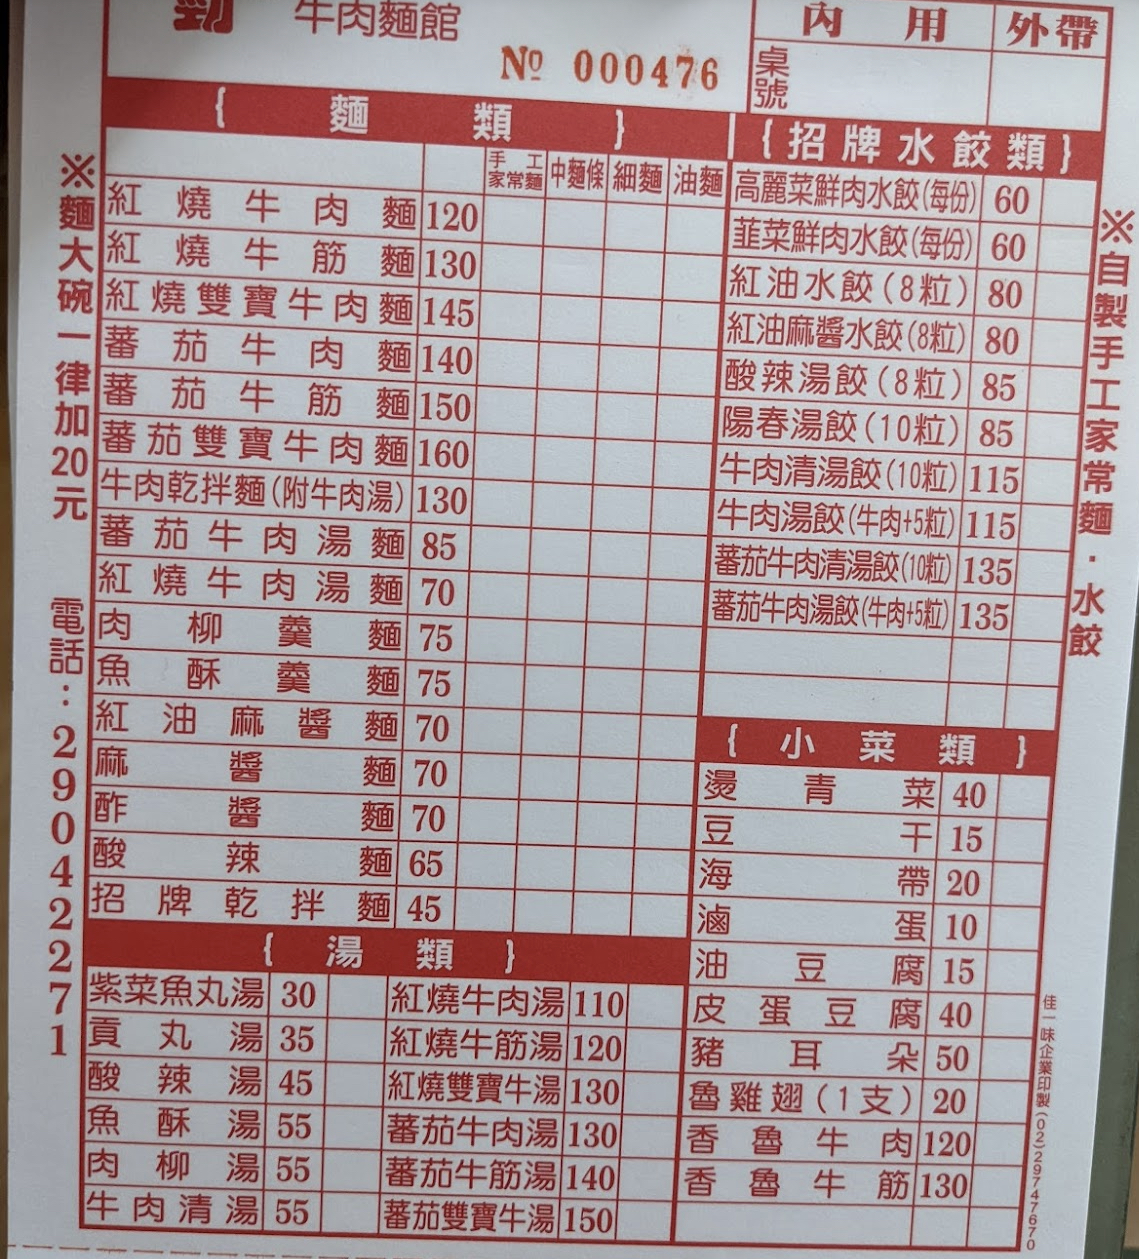 勁 牛肉麵館
№ 000476
內用 外帶
桌號
{ 麵類 }
手工家常麵 中麵條 細麵 油麵
紅燒牛肉麵 120
紅燒牛筋麵 130
紅燒雙寶牛肉麵 145
蕃茄牛肉麵 140
蕃茄牛筋麵 150
蕃茄雙寶牛肉麵 160
牛肉乾拌麵(附牛肉湯) 130
蕃茄牛肉湯麵 85
紅燒牛肉湯麵 70
肉柳羹麵 75
魚酥羹麵 75
紅油麻醬麵 70
麻醬麵 70
酢醬麵 70
酸辣麵 65
招牌乾拌麵 45
{ 湯類 }
紫菜魚丸湯 30 紅燒牛肉湯 110
貢丸湯 35 紅燒牛筋湯 120
酸辣湯 45 紅燒雙寶牛湯 130
魚酥湯 55 蕃茄牛肉湯 130
肉柳湯 55 蕃茄牛筋湯 140
牛肉清湯 55 蕃茄雙寶牛湯 150
{ 招牌水餃類 }
高麗菜鮮肉水餃(每份) 60
韮菜鮮肉水餃(每份) 60
紅油水餃(8粒) 80
紅油麻醬水餃(8粒) 80
酸辣湯餃(8粒) 85
陽春湯餃(10粒) 85
牛肉清湯餃(10粒) 115
牛肉湯餃(牛肉+5粒) 115
蕃茄牛肉清湯餃(10粒) 135
蕃茄牛肉湯餃(牛肉+5粒) 135
{ 小菜類 }
燙青菜 40
豆干 15
海帶 20
滷蛋 10
油豆腐 15
皮蛋豆腐 40
豬耳朵 50
魯雞翅(1支) 20
香魯牛肉 120
香魯牛筋 130
※麵大碗一律加20元 電話:29042271
※自製手工家常麵.水餃
佳一味企業印製(02)29747670